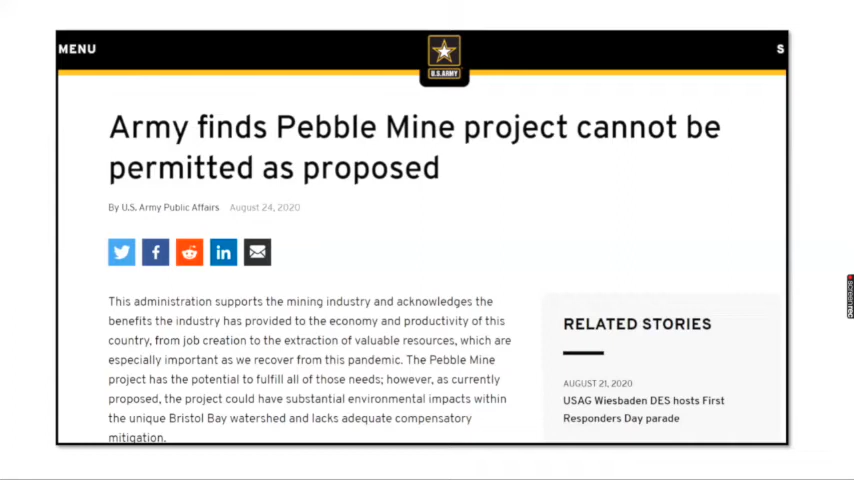 MENU
S
U.S.ARMY
Army finds Pebble Mine project cannot be
permitted as proposed
By U.S. Army Public Affairs August 24, 2020
This administration supports the mining industry and acknowledges the
benefits the industry has provided to the economy and productivity of this
country, from job creation to the extraction of valuable resources, which are
especially important as we recover from this pandemic. The Pebble Mine
project has the potential to fulfill all of those needs; however, as currently
proposed, the project could have substantial environmental impacts within
the unique Bristol Bay watershed and lacks adequate compensatory
mitigation.
RELATED STORIES
AUGUST 21, 2020
USAG Wiesbaden DES hosts First
Responders Day parade
screenrec